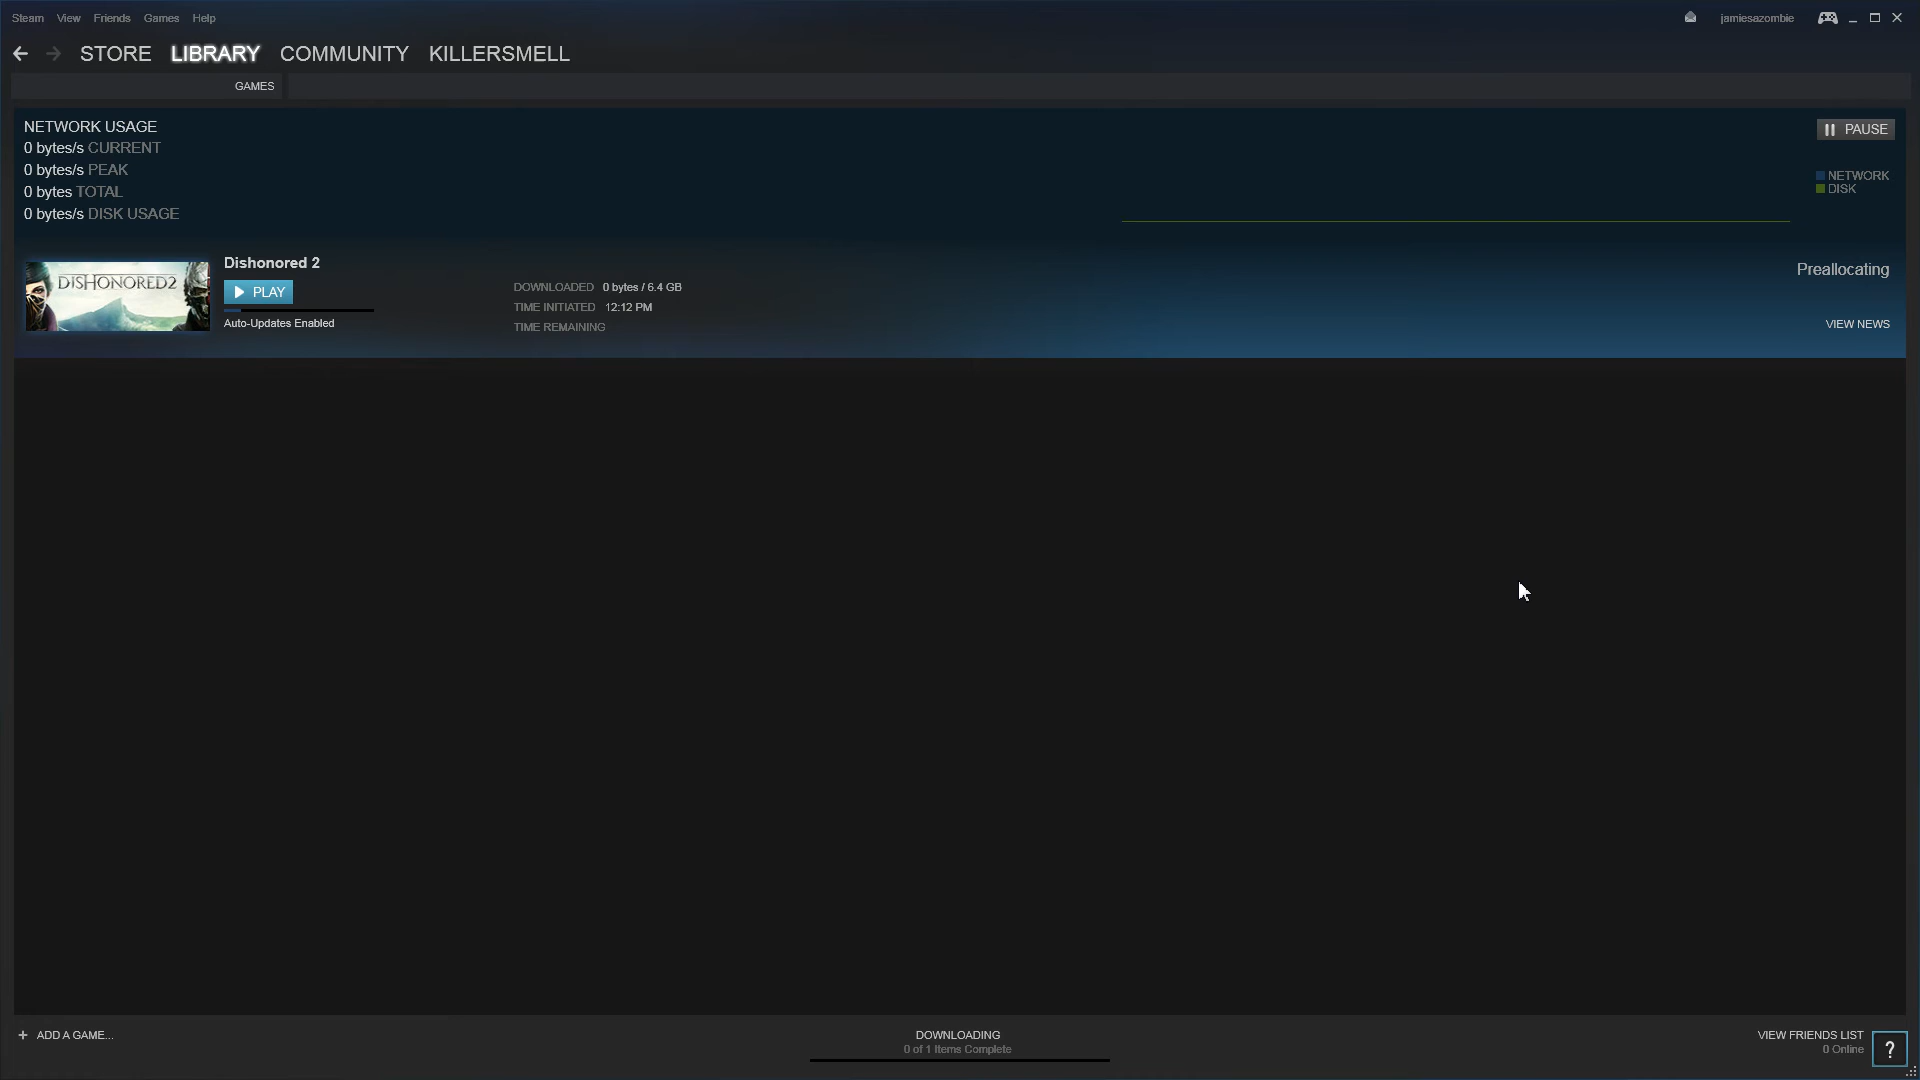 Steam View Friends Games Help
jamiesazombie
STORE LIBRARY COMMUNITY KILLERSMELL
GAMES
NETWORK USAGE
0 bytes/s CURRENT
0 bytes/s PEAK
0 bytes TOTAL
0 bytes/s DISK USAGE
PAUSE
NETWORK
DISK
DISHONORED2
Dishonored 2
PLAY
Auto-Updates Enabled
DOWNLOADED 0 bytes / 6.4 GB
TIME INITIATED 12:12 PM
TIME REMAINING
Preallocating
VIEW NEWS
+ ADD A GAME...
DOWNLOADING
0 of 1 Items Complete
VIEW FRIENDS LIST
0 Online
?